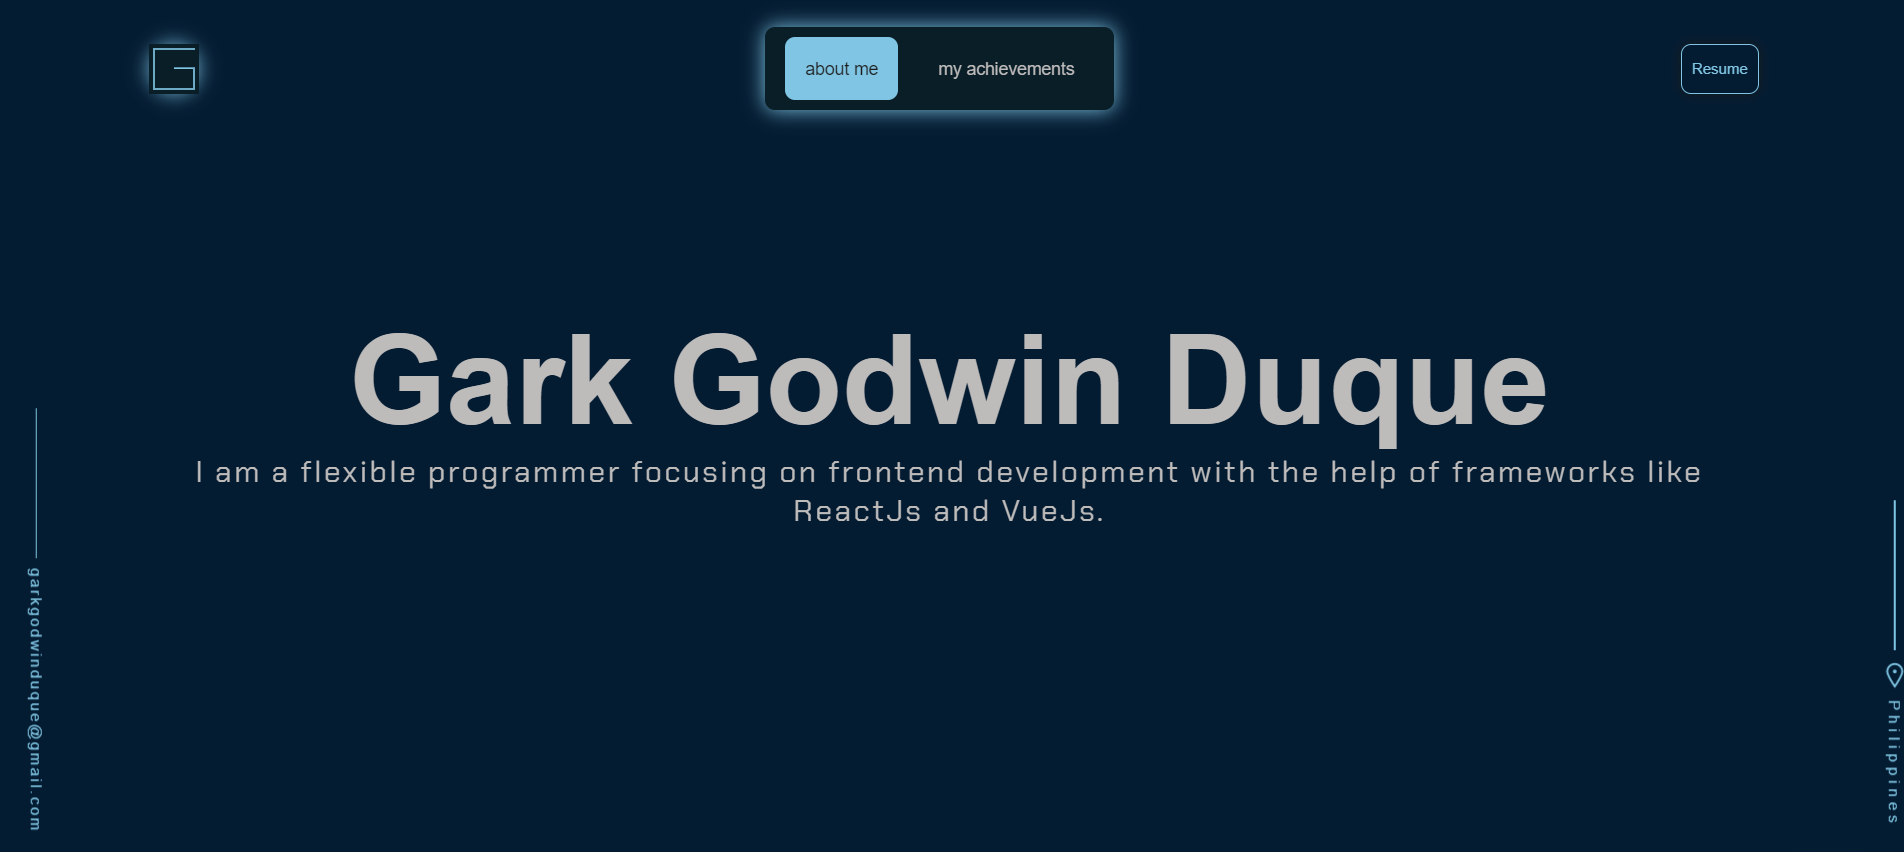 G
about me
my achievements
Resume
Gark Godwin Duque
I am a flexible programmer focusing on frontend development with the help of frameworks like
ReactJs and VueJs.
garkgodwinduque@gmail.com
Philippines